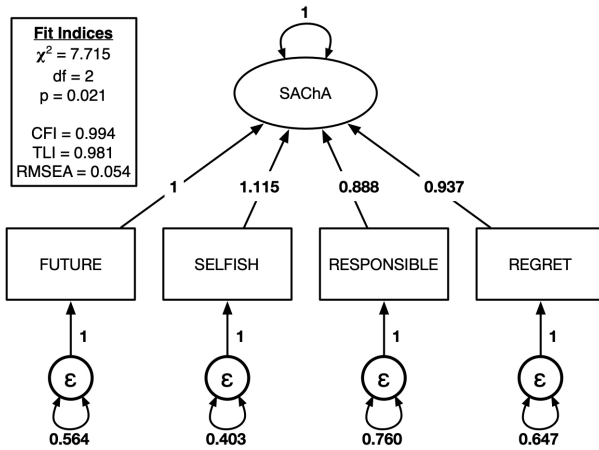 Fit Indices
χ² = 7.715
df = 2
p = 0.021
CFI = 0.994
TLI = 0.981
RMSEA = 0.054
1
SAChA
1 1.115 0.888 0.937
FUTURE SELFISH RESPONSIBLE REGRET
1 1 1 1
ε ε ε ε
0.564 0.403 0.760 0.647